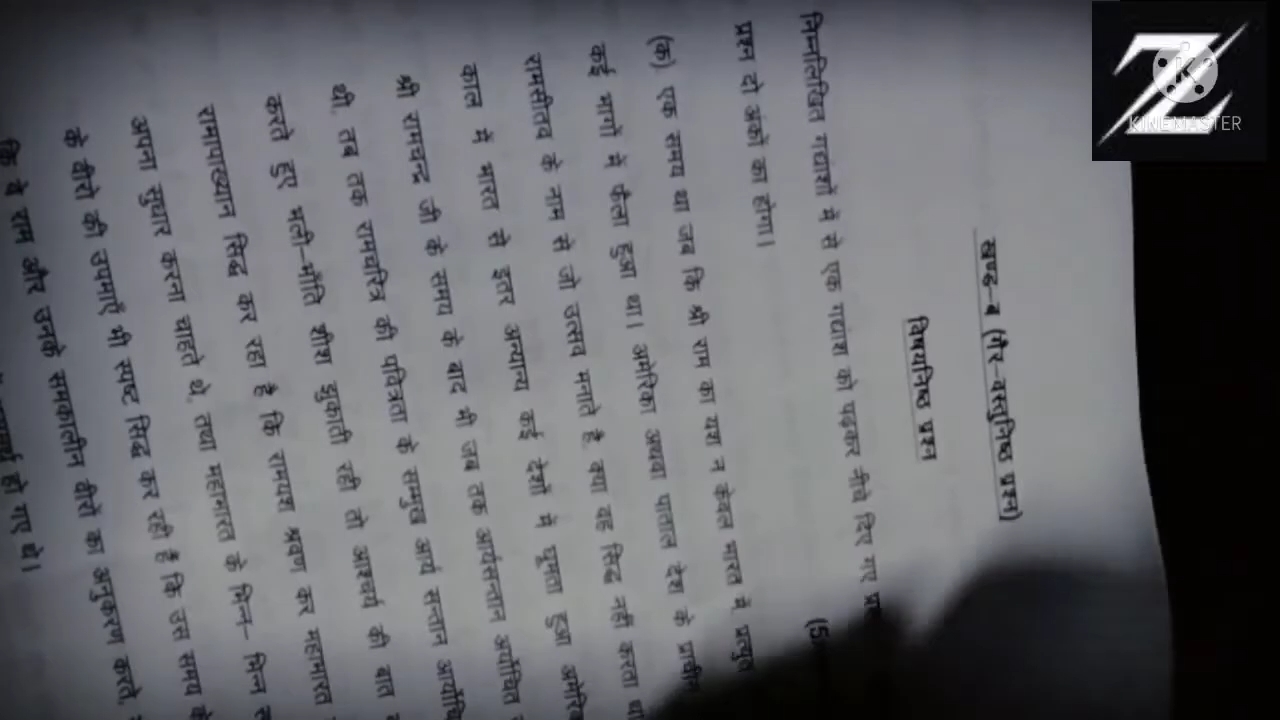 खण्ड–ब (गैर–वस्तुनिष्ठ प्रश्न)
विषयनिष्ठ प्रश्न
निम्नलिखित गद्यांशो मे से एक गद्यांश को पढ़कर नीचे दिए गए
प्रश्न दो अंको का होगा।
(क) एक समय था जब कि श्री राम का यश न केवल भारत मे, प्रत्युत
कई भागों मे फैला हुआ था। अमेरिका अथवा पाताल देश के प्राचीन
रामसीतव के नाम से जो उत्सव मनाते है, क्या वह सिद्ध नहीं करता
काल मे भारत से इतर अन्यान्य कई देशों मे घुमता हुआ
श्री रामचन्द्र जी के समय के बाद भी जब तक आर्यसन्तान आर्योचित
थी, तब तक रामचरित्र की पवित्रता के सम्मुख आर्य सन्तान
करते हुए भली–भाँति शीश झुकाती रही तो आश्चर्य की बात
रामापाख्यान सिद्ध कर रहा है कि रामयश श्रवण कर महाभारत
अपना सुधार करना चाहते थे, तथा महाभारत के भिन्न– भिन्न
के वीरो की उपमाएँ भी स्पष्ट सिद्ध कर रही हैं कि उस समय
कि वे राम और उनके समकालीन वीरों का अनुकरण करते,
हो गए थे।
KINEMASTER